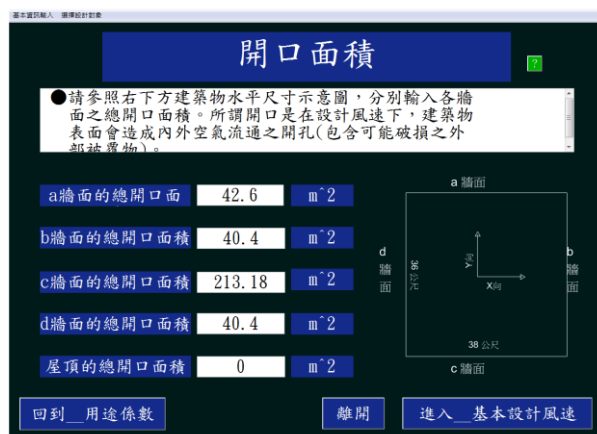 基本資訊輸入 選擇設計對象
開口面積
?
●請參照右下方建築物水平尺寸示意圖，分別輸入各牆
面之總開口面積。所謂開口是在設計風速下，建築物
表面會造成內外空氣流通之開孔(包含可能破損之外
部被覆物)。
a牆面的總開口面 42.6 m^2
b牆面的總開口面積 40.4 m^2
c牆面的總開口面積 213.18 m^2
d牆面的總開口面積 40.4 m^2
屋頂的總開口面積 0 m^2
a 牆面
d 牆面
36 公尺
Y向
X向
b 牆面
38 公尺
c 牆面
回到__用途係數
離開
進入__基本設計風速